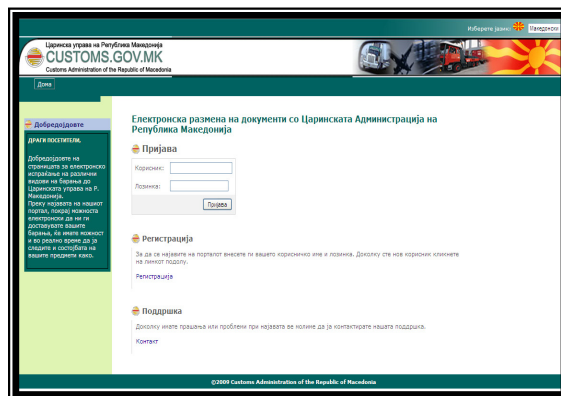 Изберете јазик:
Македонски
Царинска управа на Република Македонија
CUSTOMS.GOV.MK
Customs Administration of the Republic of Macedonia
Дома
Добредојдовте
ДРАГИ ПОСЕТИТЕЛИ,
Добредојдовте на
страницата за електронско
испраќање на различни
видови на барања до
Царинската управа на Р.
Македонија.
Преку најавата на нашиот
портал, покрај можноста
електронски да ни ги
доставувате вашите
барања, ќе имате можност
и во реално време да ја
следите и состојбата на
вашите предмети како.
Електронска размена на документи со Царинската Администрација на
Република Македонија
Пријава
Корисник:
Лозинка:
Пријава
Регистрација
За да се најавите на порталот внесете ги вашето корисничко име и лозинка. Доколку сте нов корисник кликнете
на линкот подолу.
Регистрација
Поддршка
Доколку имате прашања или проблеми при најавата ве молиме да ја контактирате нашата поддршка.
Контакт
©2009 Customs Administration of the Republic of Macedonia